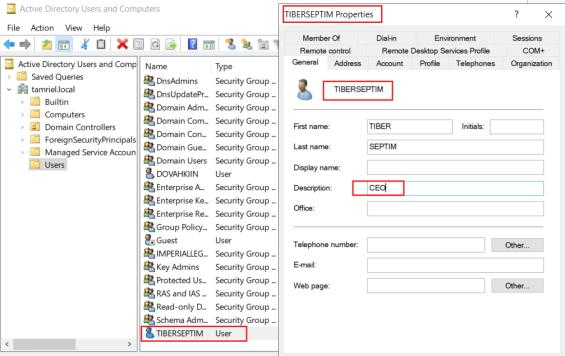 Active Directory Users and Computers
File Action View Help
Active Directory Users and Comp
Saved Queries
tamriel.local
Builtin
Computers
Domain Controllers
ForeignSecurityPrincipals
Managed Service Accoun
Users
Name Type
DnsAdmins Security Group ...
DnsUpdatePr... Security Group ...
Domain Adm... Security Group ...
Domain Com... Security Group ...
Domain Con... Security Group ...
Domain Gue... Security Group ...
Domain Users Security Group ...
DOVAHKIIN User
Enterprise A... Security Group ...
Enterprise Ke... Security Group ...
Enterprise Re... Security Group ...
Group Policy... Security Group ...
Guest User
IMPERIALLEG... Security Group ...
Key Admins Security Group ...
Protected Us... Security Group ...
RAS and IAS ... Security Group ...
Read-only D... Security Group ...
Schema Adm... Security Group ...
TIBERSEPTIM User
TIBERSEPTIM Properties ? ×
Member Of Dial-in Environment Sessions
Remote control Remote Desktop Services Profile COM+
General Address Account Profile Telephones Organization
TIBERSEPTIM
First name: TIBER Initials:
Last name: SEPTIM
Display name:
Description: CEO
Office:
Telephone number: Other...
E-mail:
Web page: Other...